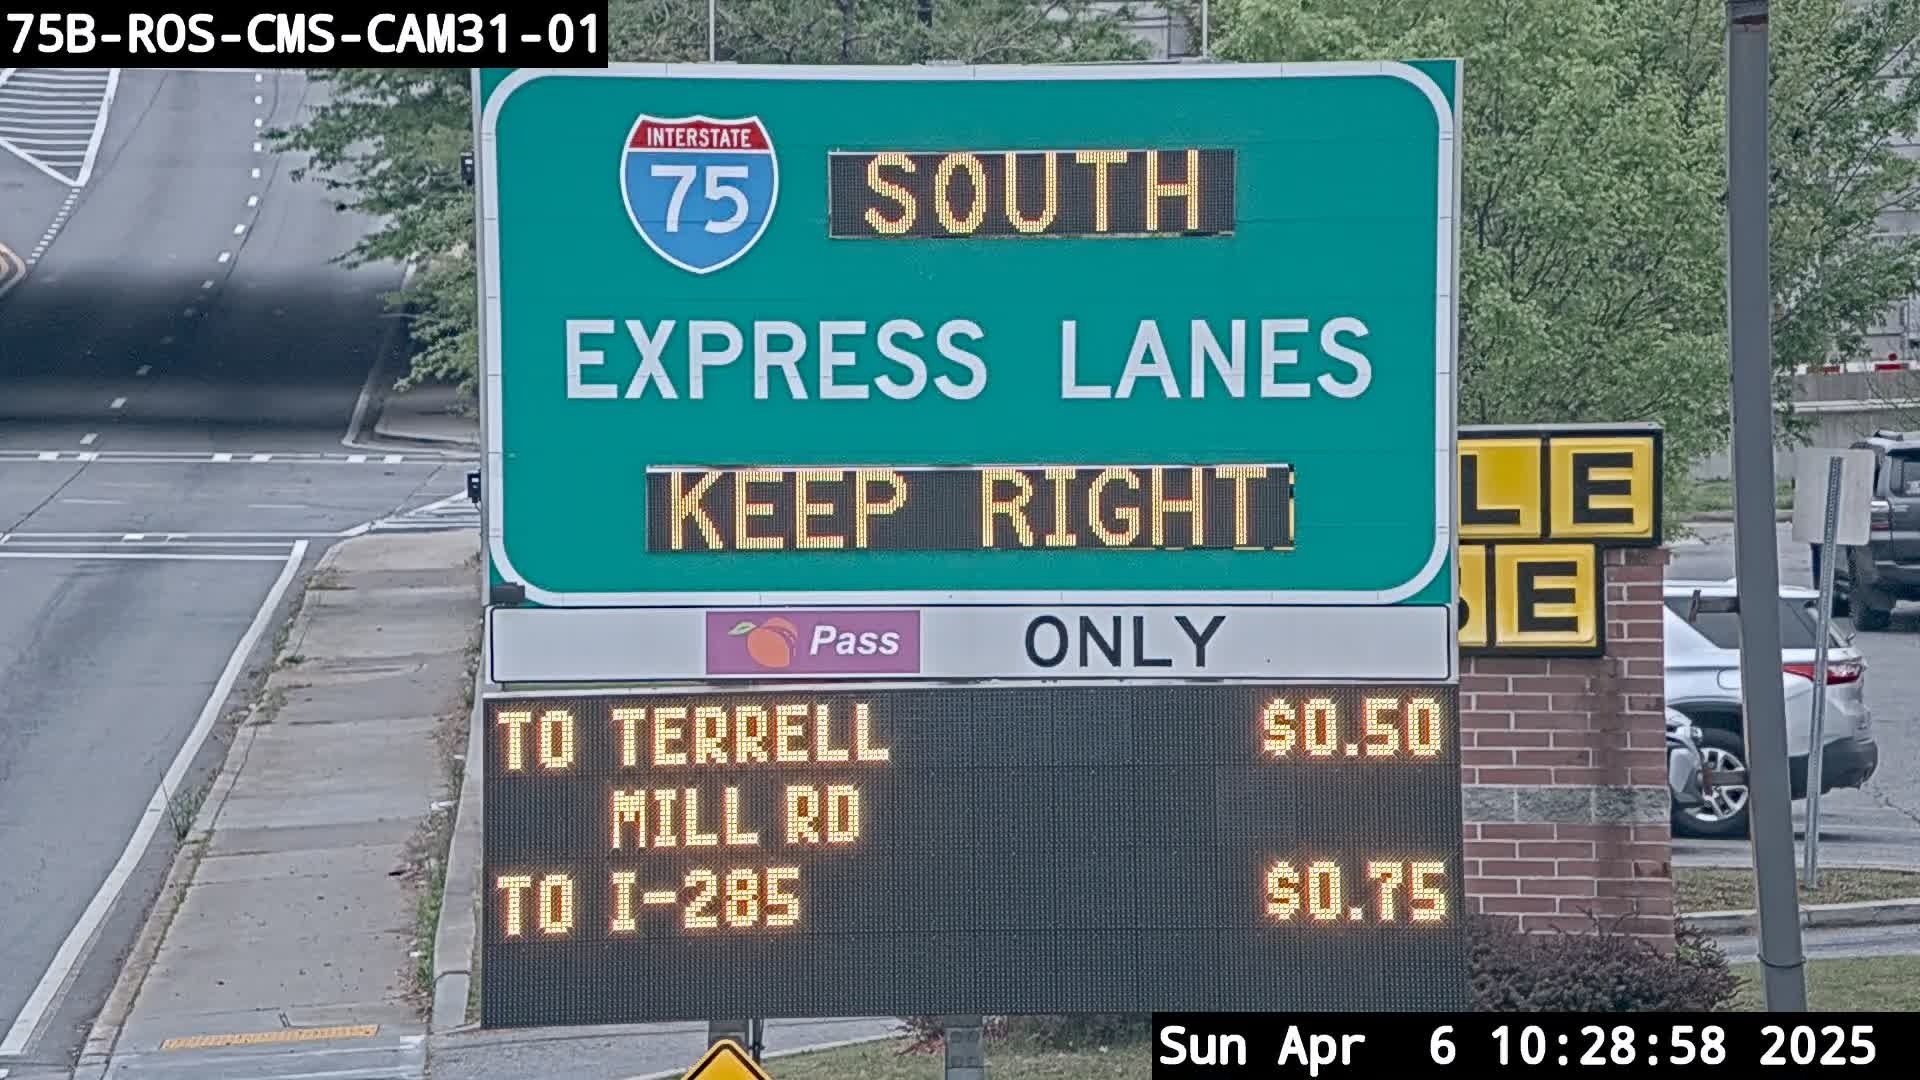 75B-ROS-CMS-CAM31-01
INTERSTATE
75
SOUTH
EXPRESS LANES
KEEP RIGHT
Pass ONLY
TO TERRELL $0.50
MILL RD
TO I-285 $0.75
LE
E
Sun Apr 6 10:28:58 2025